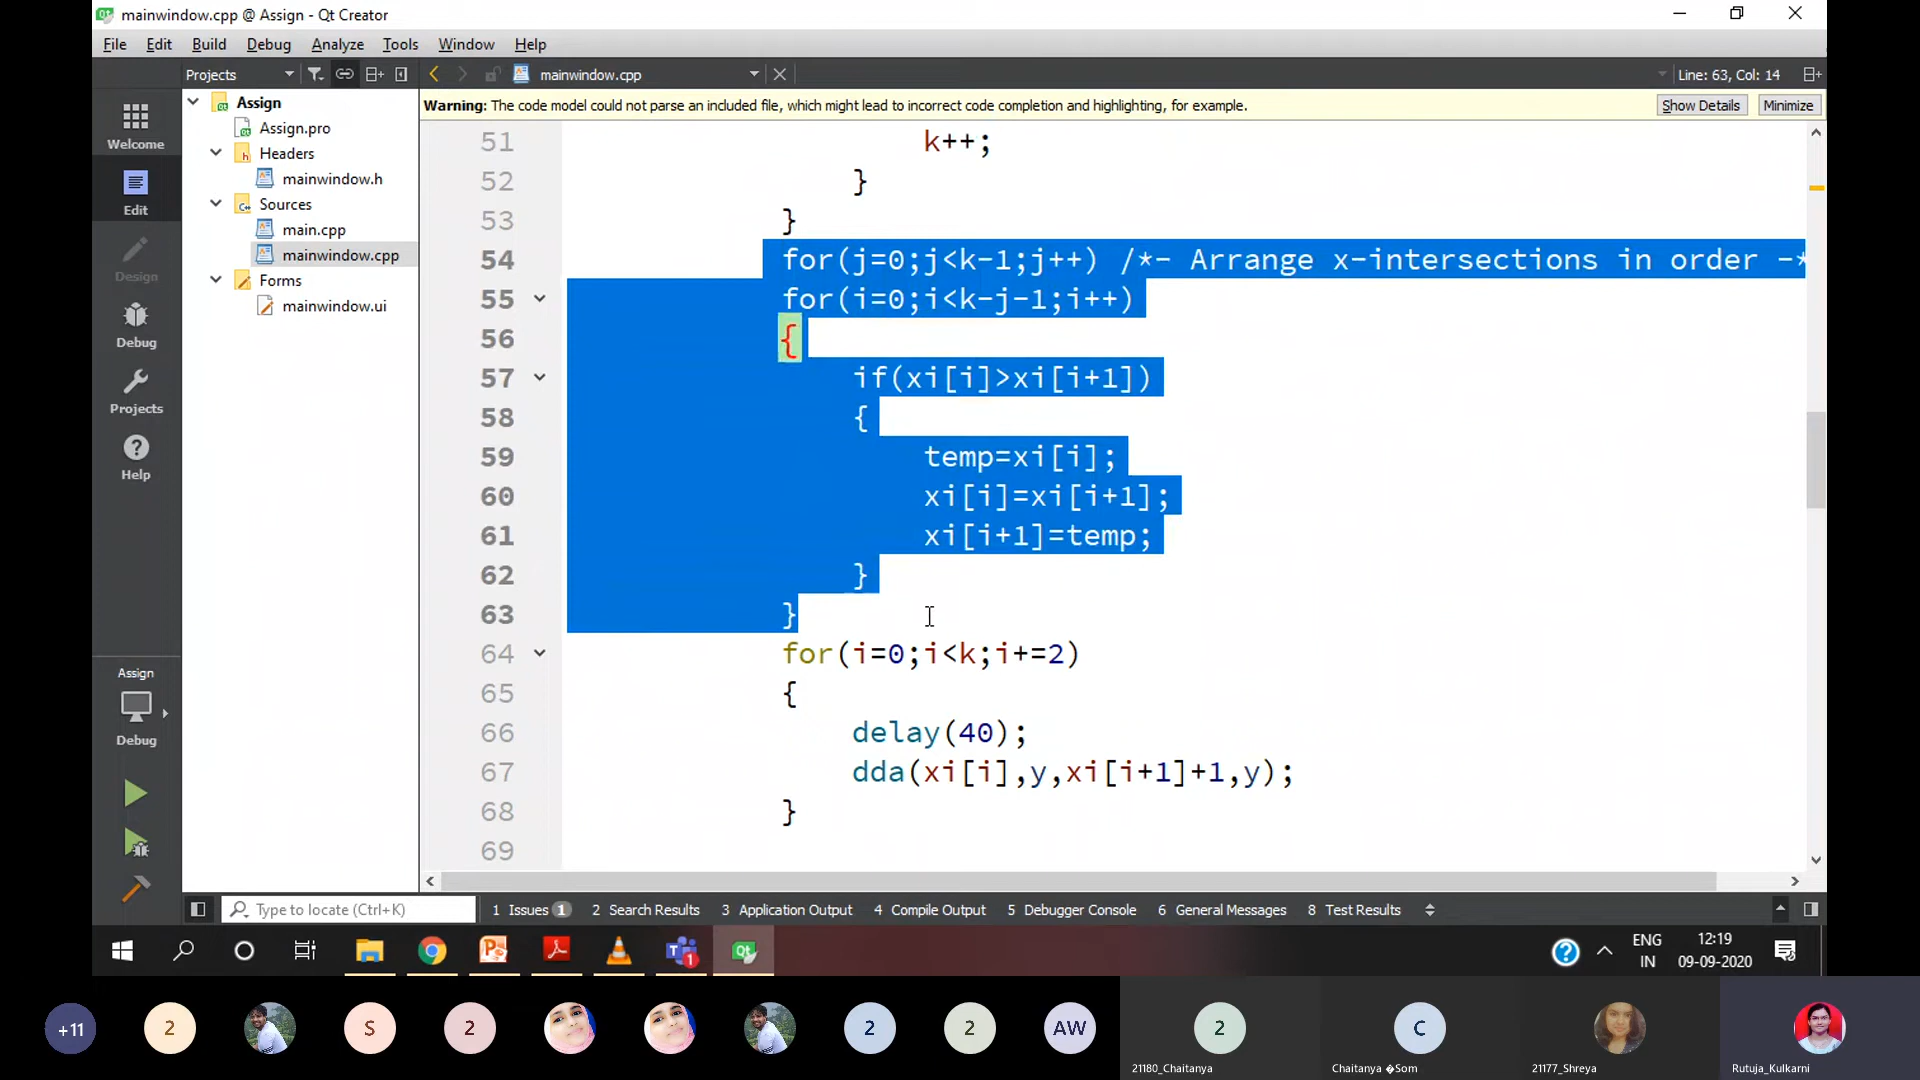 mainwindow.cpp @ Assign - Qt Creator
File Edit Build Debug Analyze Tools Window Help
Projects mainwindow.cpp Line: 63, Col: 14
Warning: The code model could not parse an included file, which might lead to incorrect code completion and highlighting, for example. Show Details Minimize
Welcome
Edit
Design
Debug
Projects
Help
Assign
Debug
Assign
Assign.pro
Headers
mainwindow.h
Sources
main.cpp
mainwindow.cpp
Forms
mainwindow.ui
51 k++;
52 }
53 }
54 for(j=0;j<k-1;j++) /*- Arrange x-intersections in order -*
55 for(i=0;i<k-j-1;i++)
56 {
57 if(xi[i]>xi[i+1])
58 {
59 temp=xi[i];
60 xi[i]=xi[i+1];
61 xi[i+1]=temp;
62 }
63 }
64 for(i=0;i<k;i+=2)
65 {
66 delay(40);
67 dda(xi[i],y,xi[i+1]+1,y);
68 }
69
Type to locate (Ctrl+K) 1 Issues 1 2 Search Results 3 Application Output 4 Compile Output 5 Debugger Console 6 General Messages 8 Test Results
ENG
IN
12:19
09-09-2020
1
+11 2 S 2 2 2 AW 2 C
21180_Chaitanya Chaitanya �Som 21177_Shreya Rutuja_Kulkarni